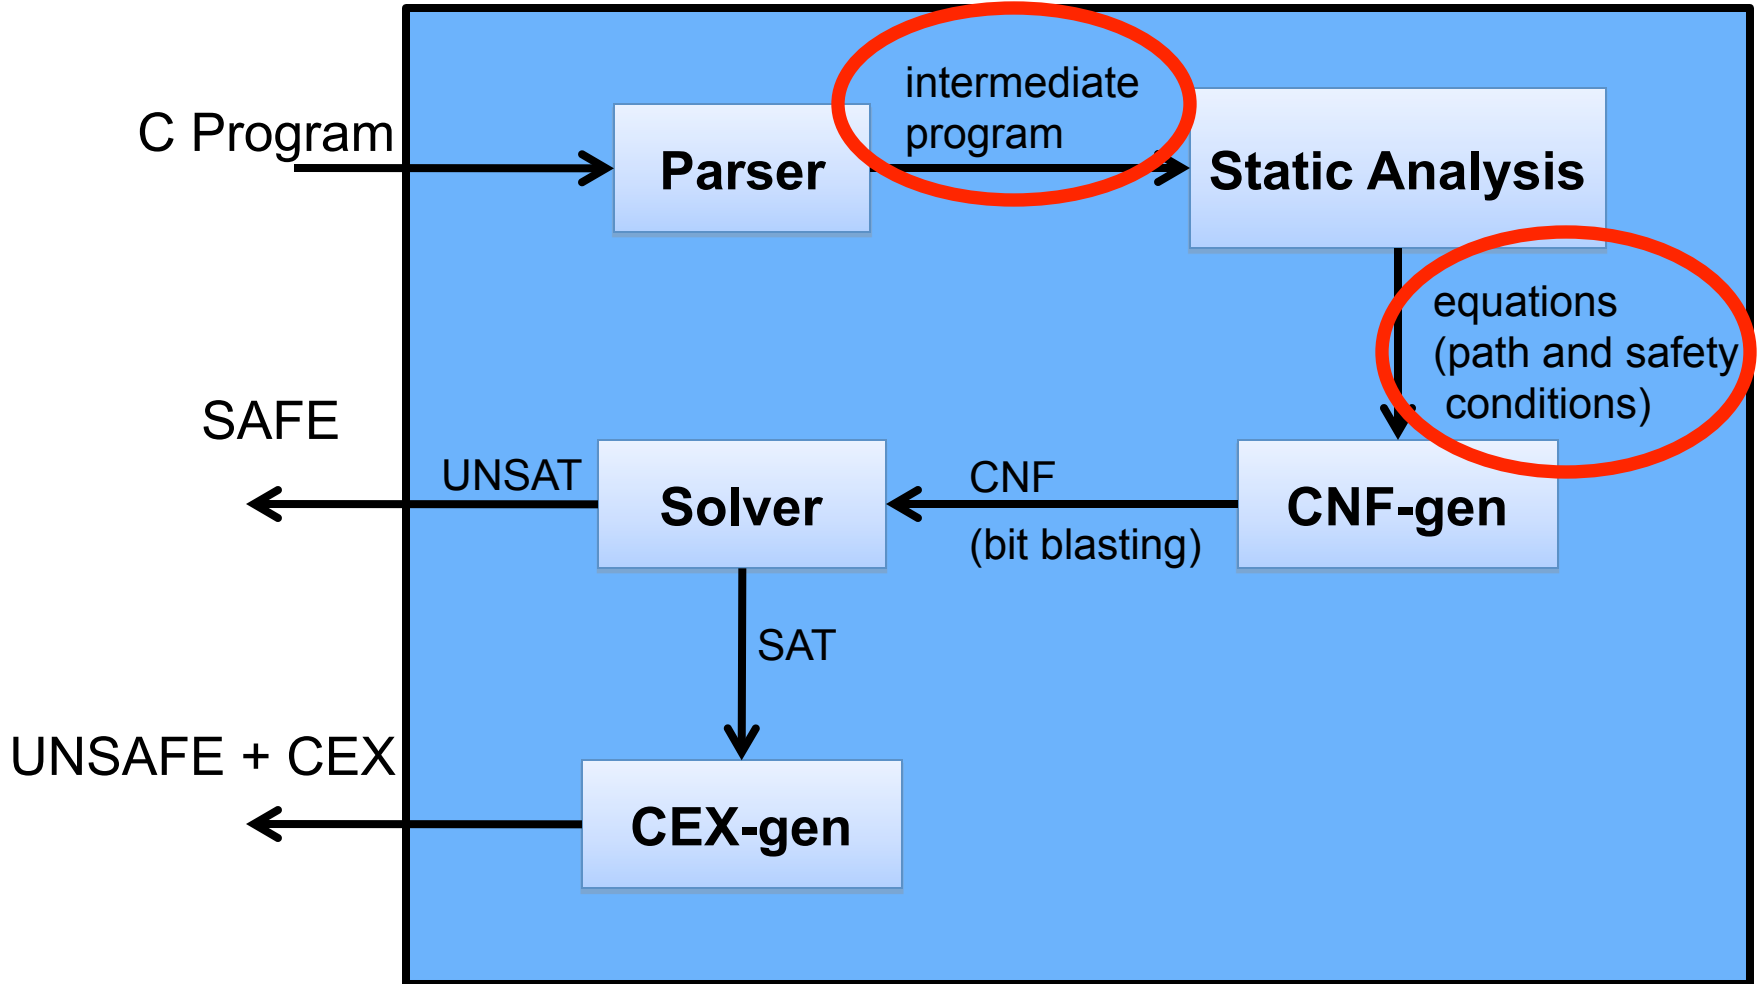 C Program
Parser
intermediate
program
Static Analysis
equations
(path and safety
conditions)
SAFE
UNSAT
Solver
CNF
(bit blasting)
CNF-gen
SAT
UNSAFE + CEX
CEX-gen